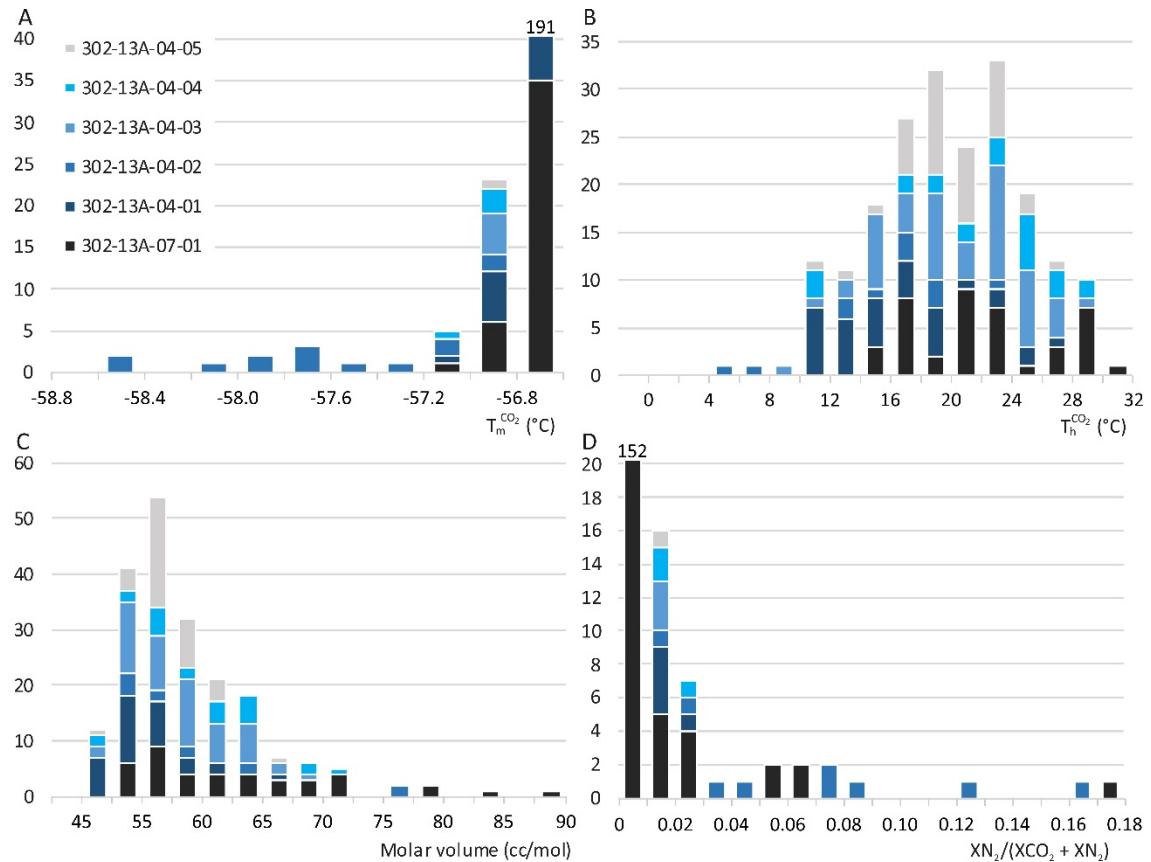 A
191
40
35
30
25
20
15
10
5
0
302-13A-04-05
302-13A-04-04
302-13A-04-03
302-13A-04-02
302-13A-04-01
302-13A-07-01
-58.8 -58.4 -58.0 -57.6 -57.2 -56.8
TmCO2 (°C)
B
35
30
25
20
15
10
5
0
0 4 8 12 16 20 24 28 32
ThCO2 (°C)
C
60
50
40
30
20
10
0
45 55 60 65 70 75 80 85 90
Molar volume (cc/mol)
D
152
20
18
16
14
12
10
8
6
4
2
0
0 0.02 0.04 0.06 0.08 0.10 0.12 0.14 0.16 0.18
XN2/(XCO2 + XN2)